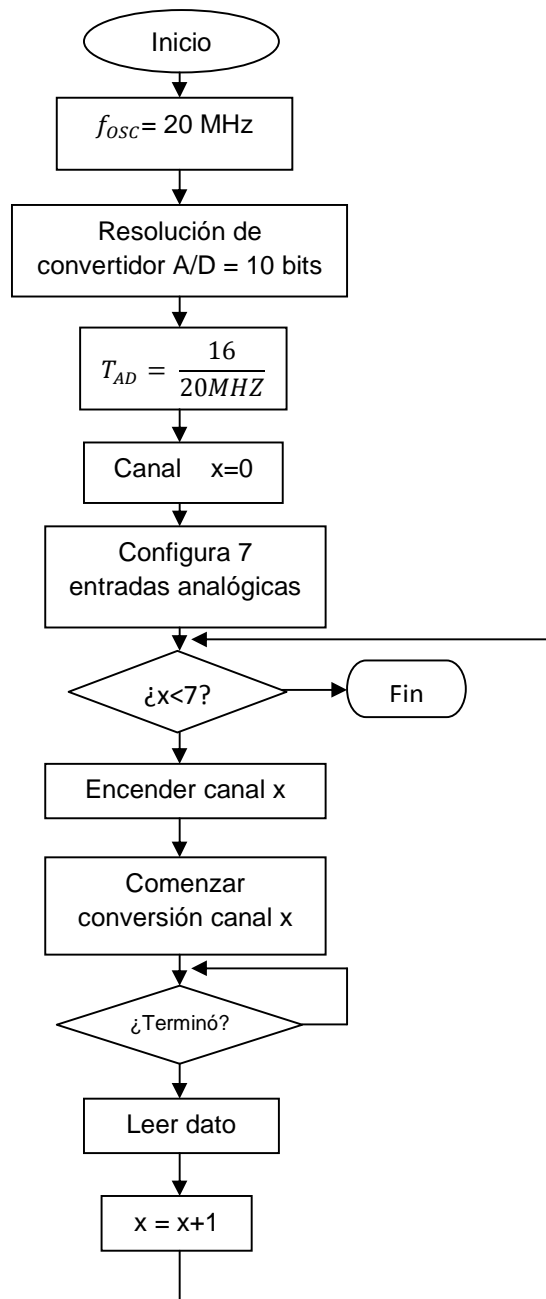 Inicio
f_OSC= 20 MHz
Resolución de
convertidor A/D = 10 bits
T_AD = 16/20MHZ
Canal x=0
Configura 7
entradas analógicas
¿x<7?
Fin
Encender canal x
Comenzar
conversión canal x
¿Terminó?
Leer dato
x = x+1